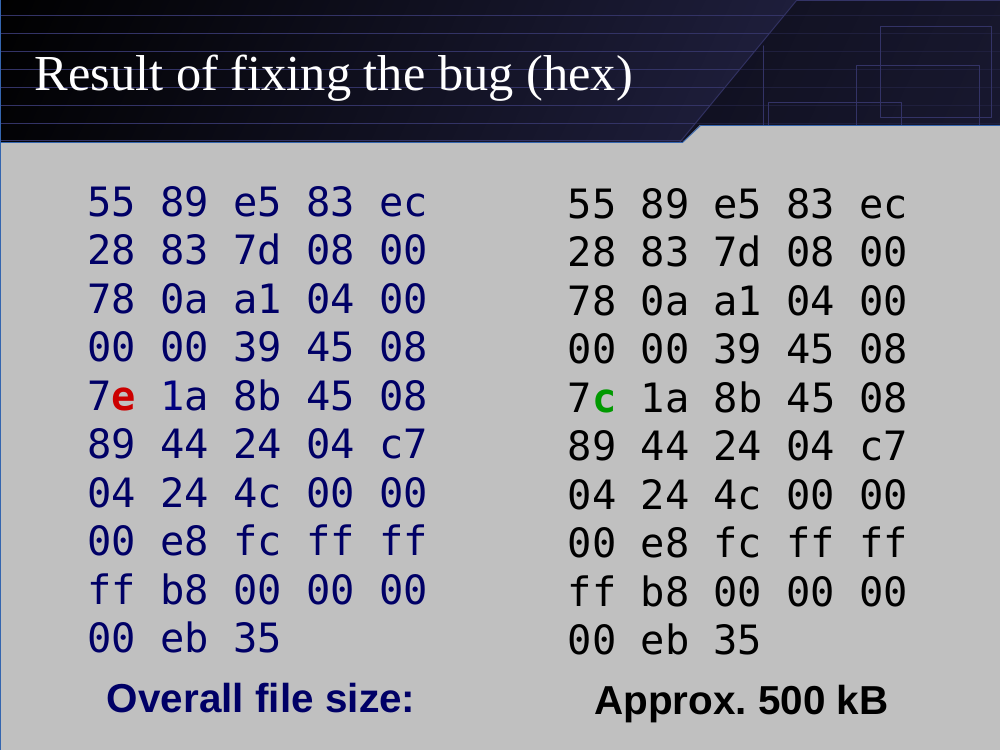 Result of fixing the bug (hex)
55 89 e5 83 ec
28 83 7d 08 00
78 0a a1 04 00
00 00 39 45 08
7e 1a 8b 45 08
89 44 24 04 c7
04 24 4c 00 00
00 e8 fc ff ff
ff b8 00 00 00
00 eb 35
Overall file size:
55 89 e5 83 ec
28 83 7d 08 00
78 0a a1 04 00
00 00 39 45 08
7c 1a 8b 45 08
89 44 24 04 c7
04 24 4c 00 00
00 e8 fc ff ff
ff b8 00 00 00
00 eb 35
Approx. 500 kB